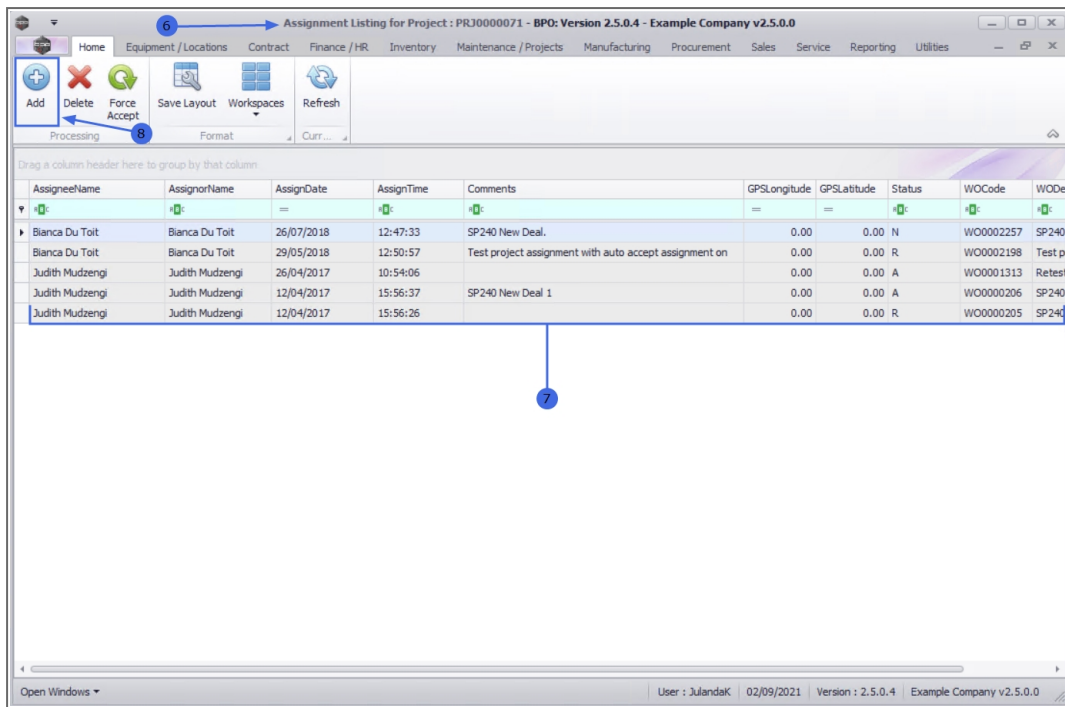 6
Assignment Listing for Project : PRJ0000071 - BPO: Version 2.5.0.4 - Example Company v2.5.0.0
Home Equipment / Locations Contract Finance / HR Inventory Maintenance / Projects Manufacturing Procurement Sales Service Reporting Utilities
Add Delete Force Accept Save Layout Workspaces Refresh
8
Processing Format Curr...
Drag a column header here to group by that column
AssigneeName AssignorName AssignDate AssignTime Comments GPSLongitude GPSLatitude Status WOCode WODe
= = =
Bianca Du Toit Bianca Du Toit 26/07/2018 12:47:33 SP240 New Deal. 0.00 0.00 N WO0002257 SP240
Bianca Du Toit Bianca Du Toit 29/05/2018 12:50:57 Test project assignment with auto accept assignment on 0.00 0.00 R WO0002198 Test p
Judith Mudzengi Judith Mudzengi 26/04/2017 10:54:06 0.00 0.00 A WO0001313 Retest
Judith Mudzengi Judith Mudzengi 12/04/2017 15:56:37 SP240 New Deal 1 0.00 0.00 A WO0000206 SP240
Judith Mudzengi Judith Mudzengi 12/04/2017 15:56:26 0.00 0.00 R WO0000205 SP240
7
Open Windows User : JulandaK 02/09/2021 Version : 2.5.0.4 Example Company v2.5.0.0